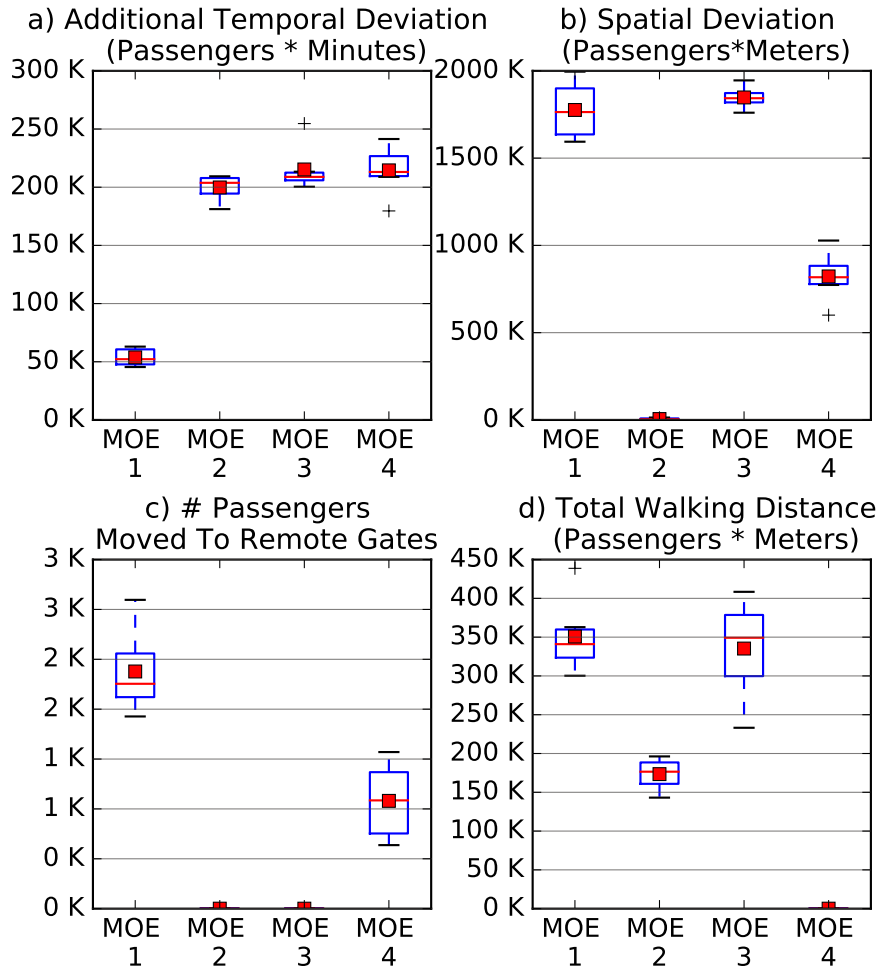 a) Additional Temporal Deviation
(Passengers * Minutes)
300 K
250 K
200 K
150 K
100 K
50 K
0 K
MOE 1
MOE 2
MOE 3
MOE 4
b) Spatial Deviation
(Passengers*Meters)
2000 K
1500 K
1000 K
500 K
0 K
MOE 1
MOE 2
MOE 3
MOE 4
c) # Passengers
Moved To Remote Gates
3 K
3 K
2 K
2 K
1 K
1 K
0 K
0 K
MOE 1
MOE 2
MOE 3
MOE 4
d) Total Walking Distance
(Passengers * Meters)
450 K
400 K
350 K
300 K
250 K
200 K
150 K
100 K
50 K
0 K
MOE 1
MOE 2
MOE 3
MOE 4